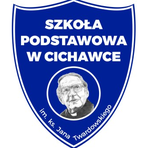 SZKOŁA
PODSTAWOWA
W CICHAWCE
im. ks. Jana Twardowskiego